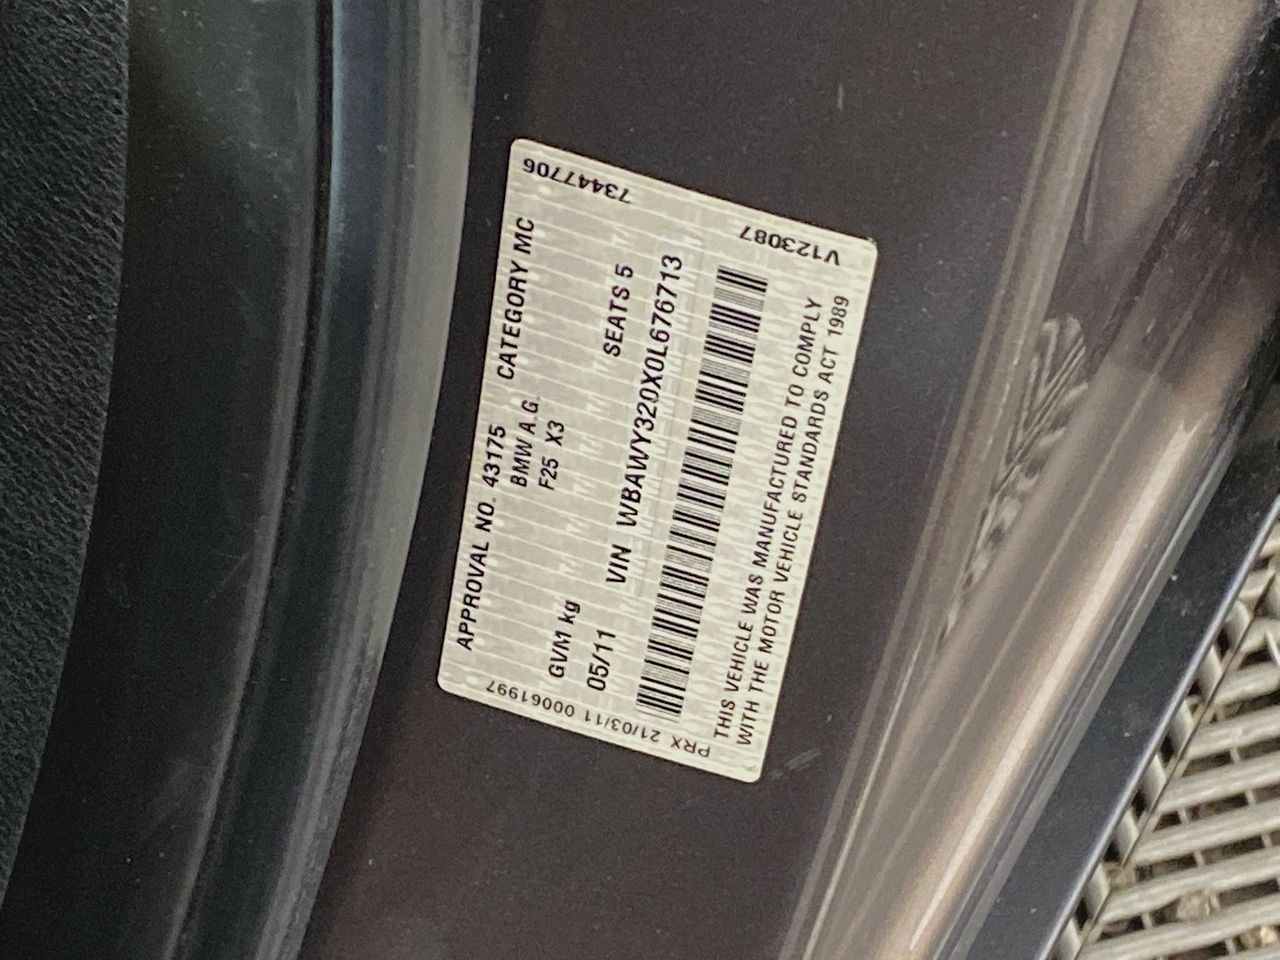 APPROVAL NO. 43175 CATEGORY MC
BMW A.G.
F25 X3
GVM kg
05/11
SEATS 5
VIN WBAWY320X0L676713
THIS VEHICLE WAS MANUFACTURED TO COMPLY
WITH THE MOTOR VEHICLE STANDARDS ACT 1989
PRX 21/03/11 00061997
V123087
73447706